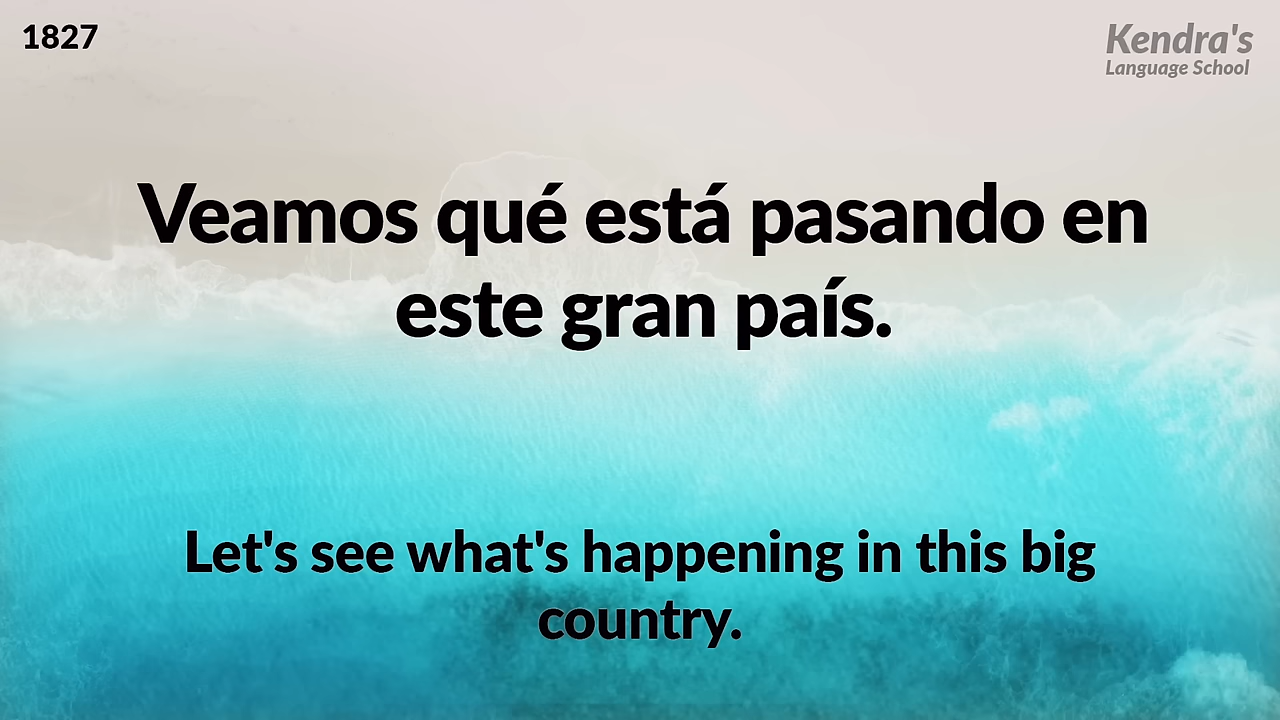 1827
Kendra's
Language School
Veamos qué está pasando en
este gran país.
Let's see what's happening in this big
country.